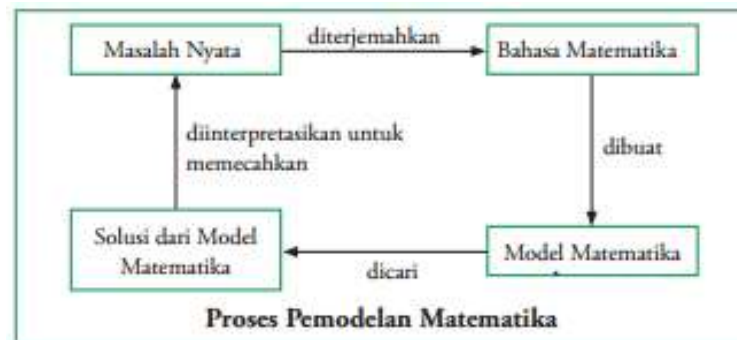 Masalah Nyata
diterjemahkan
Bahasa Matematika
diinterpretasikan untuk
memecahkan
dibuat
Solusi dari Model
Matematika
dicari
Model Matematika
Proses Pemodelan Matematika